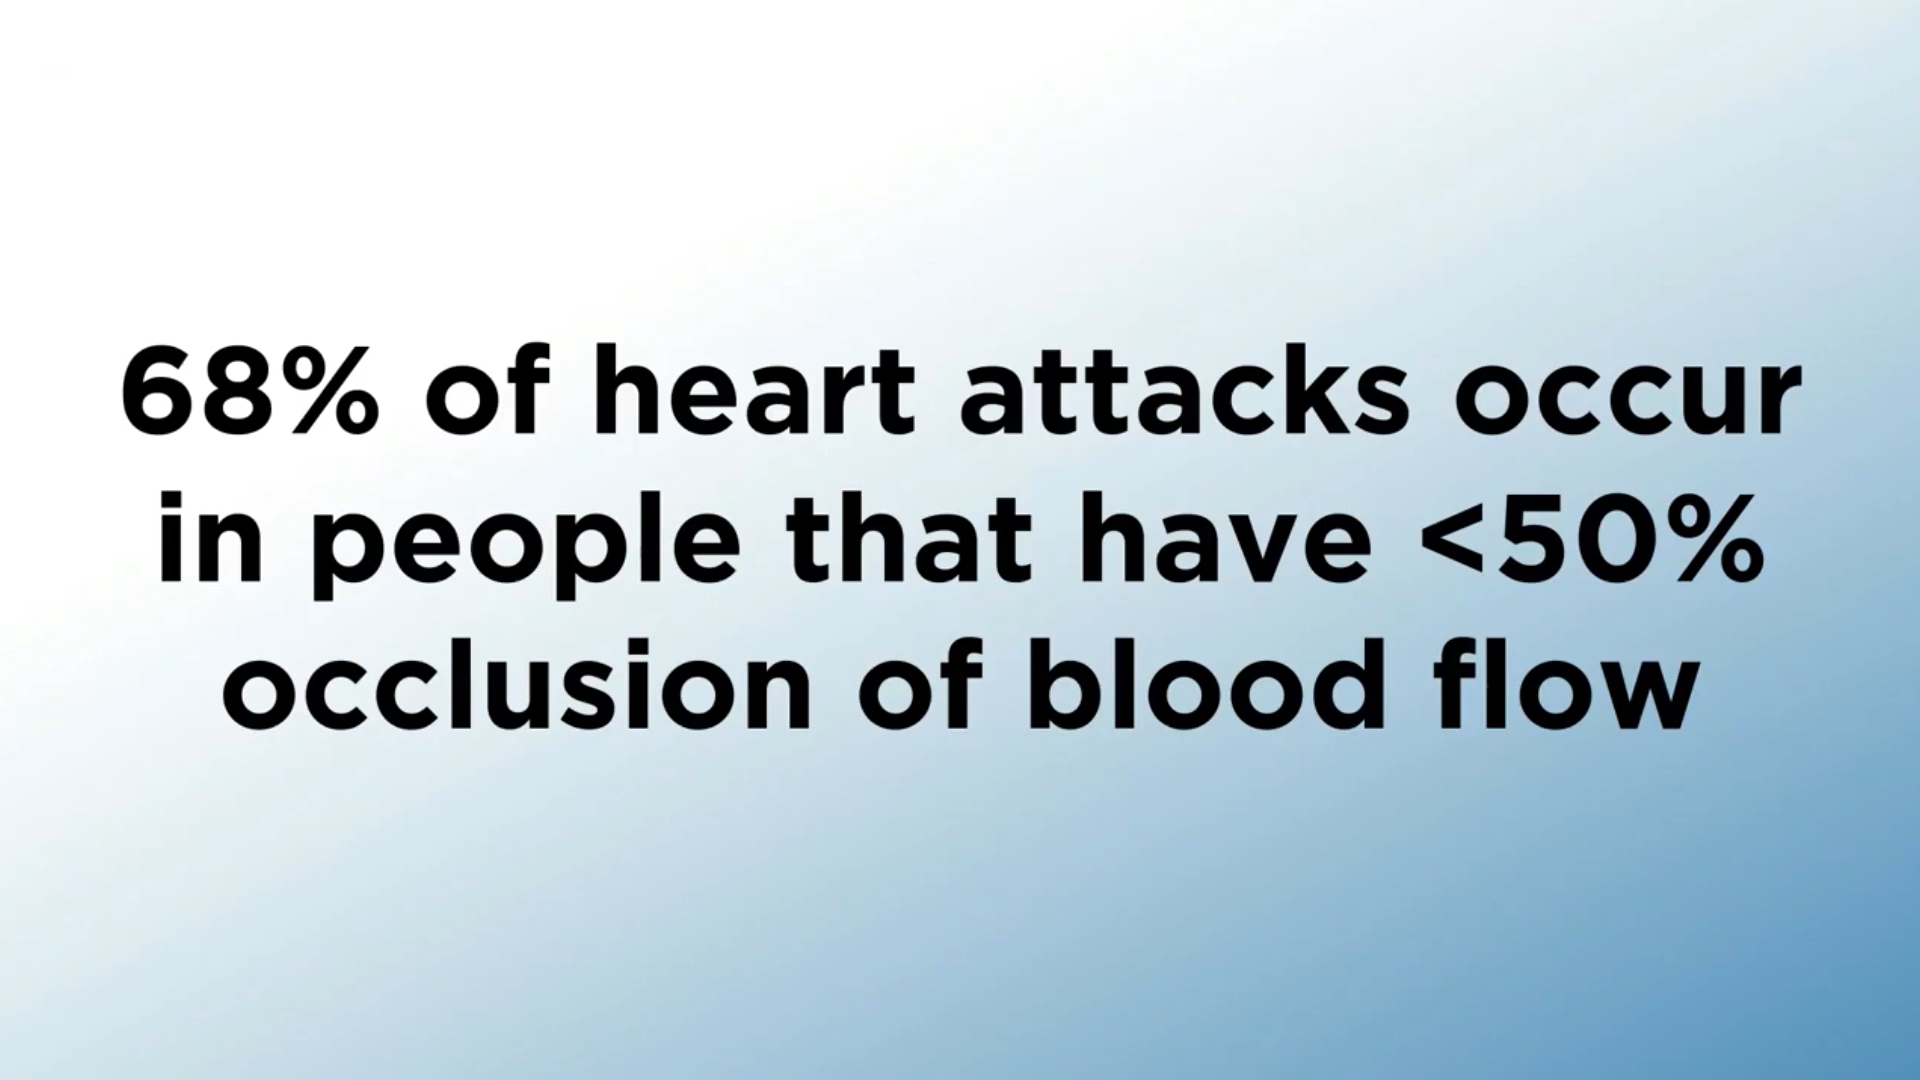 68% of heart attacks occur
in people that have <50%
occlusion of blood flow